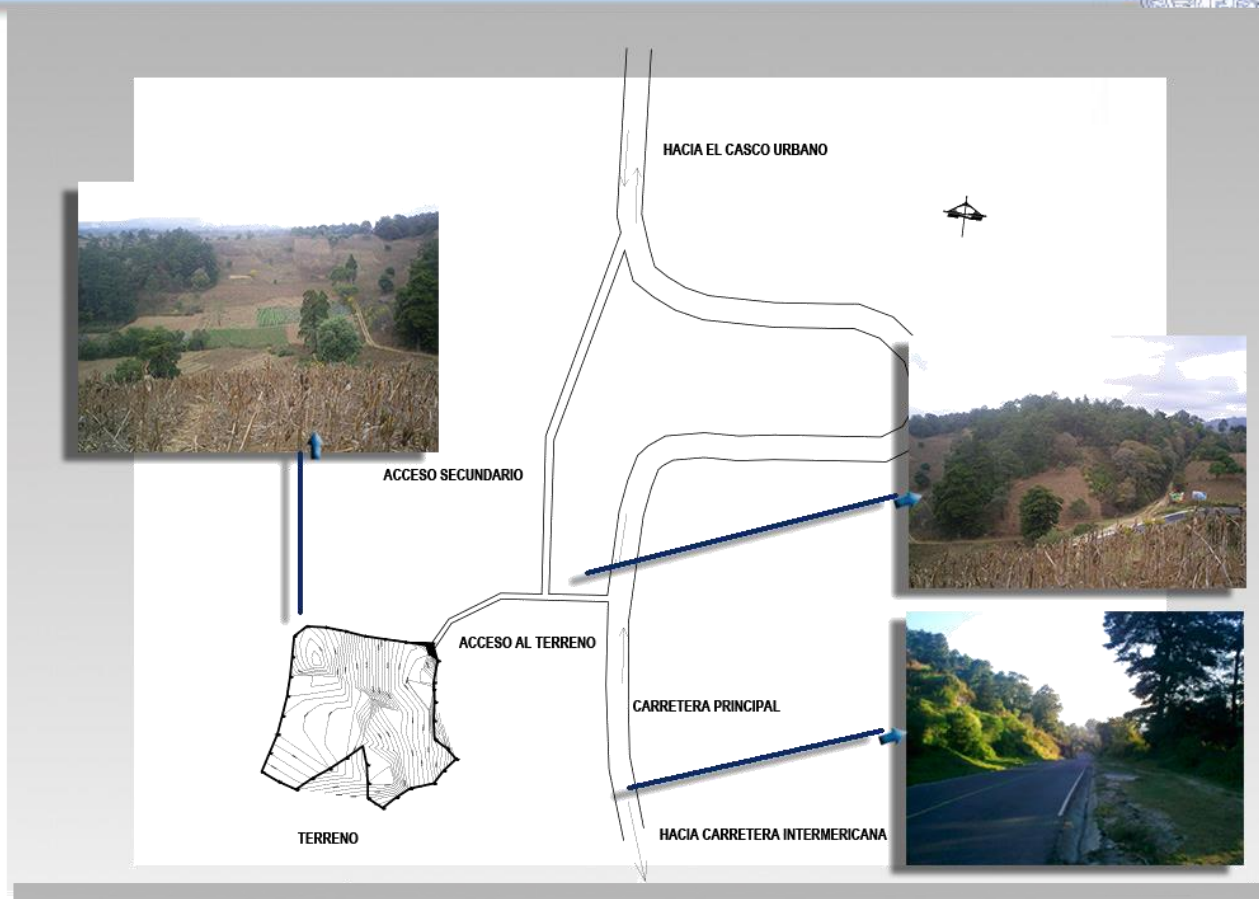 HACIA EL CASCO URBANO
ACCESO SECUNDARIO
ACCESO AL TERRENO
CARRETERA PRINCIPAL
HACIA CARRETERA INTERMERICANA
TERRENO